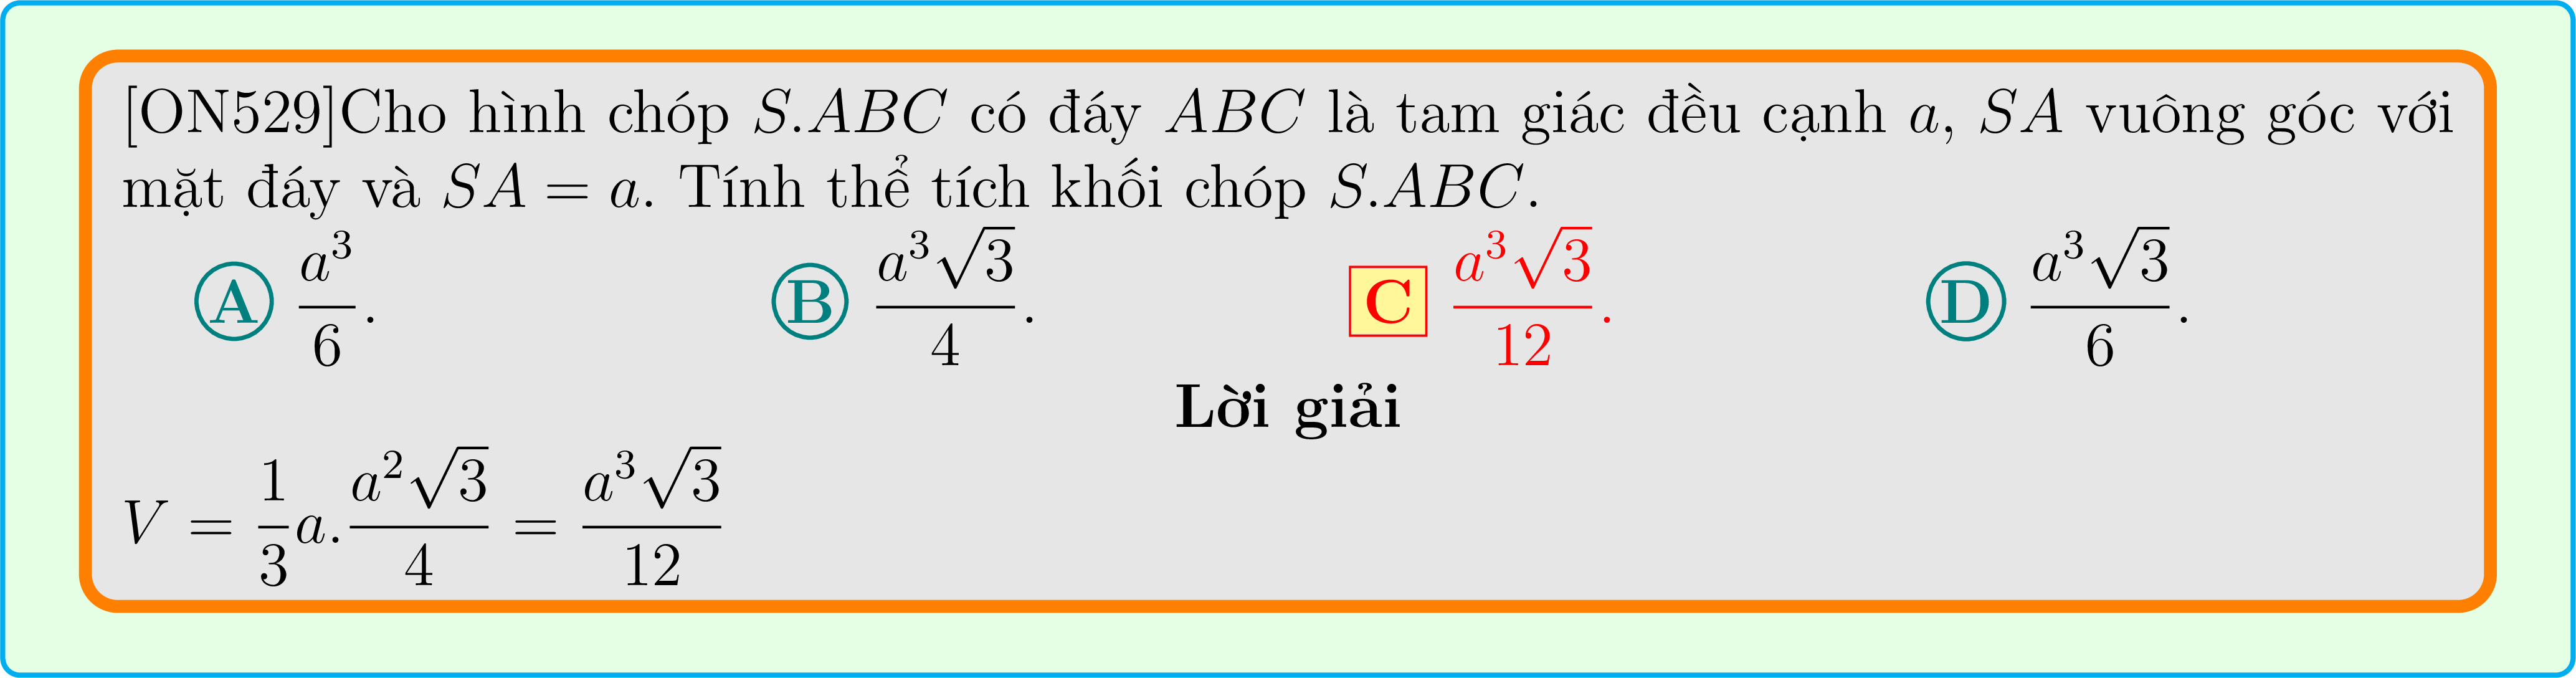 [ON529]Cho hình chóp S.ABC có đáy ABC là tam giác đều cạnh a, SA vuông góc với
mặt đáy và SA = a. Tính thể tích khối chóp S.ABC.
A $\frac{a^3}{6}$. B $\frac{a^3\sqrt{3}}{4}$. C $\frac{a^3\sqrt{3}}{12}$. D $\frac{a^3\sqrt{3}}{6}$.
Lời giải
$V = \frac{1}{3}a.\frac{a^2\sqrt{3}}{4} = \frac{a^3\sqrt{3}}{12}$